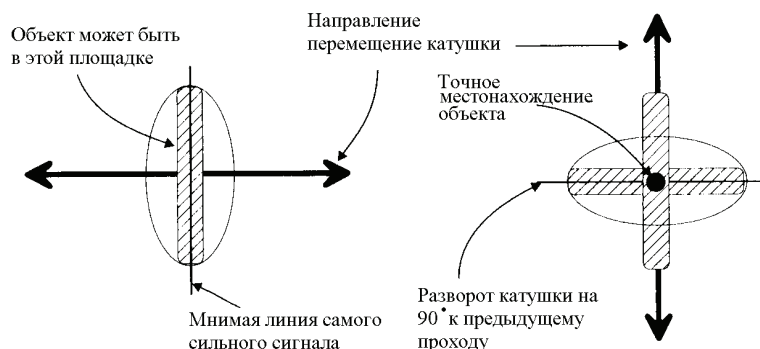 Объект может быть
в этой площадке
Направление
перемещение катушки
Точное
местонахождение
объекта
Мнимая линия самого
сильного сигнала
Разворот катушки на
90° к предыдущему
проходу